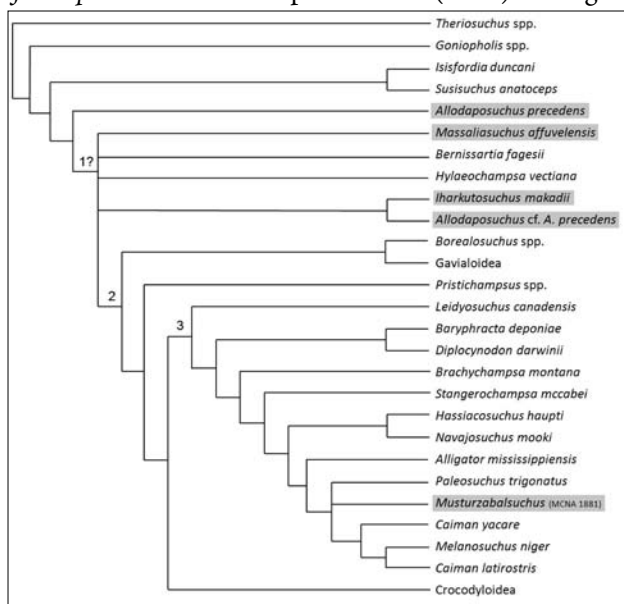 Theriosuchus spp.
Goniopholis spp.
Isisfordia duncani
Susisuchus anatoceps
Allodaposuchus precedens
Massaliasuchus affuvelensis
1?
Bernissartia fagesii
Hylaeochampsa vectiana
Iharkutosuchus makadii
Allodaposuchus cf. A. precedens
Borealosuchus spp.
Gavialoidea
2
Pristichampsus spp.
Leidyosuchus canadensis
3
Baryphracta deponiae
Diplocynodon darwinii
Brachychampsa montana
Stangerochampsa mccabei
Hassiacosuchus haupti
Navajosuchus mooki
Alligator mississippiensis
Paleosuchus trigonatus
Musturzabalsuchus (MCNA 1881)
Caiman yacare
Melanosuchus niger
Caiman latirostris
Crocodyloidea